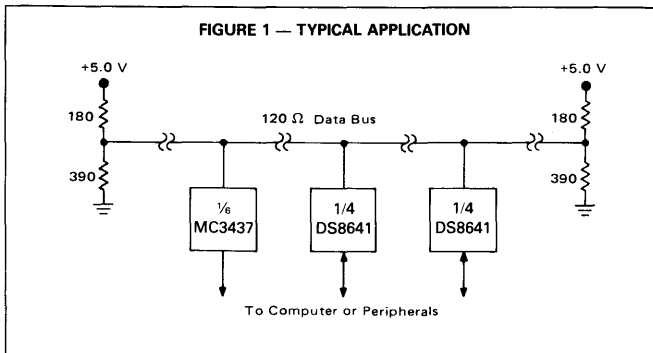 FIGURE 1 — TYPICAL APPLICATION
+5.0 V
+5.0 V
180
120 Ω Data Bus
180
390
390
⅙
MC3437
1/4
DS8641
1/4
DS8641
To Computer or Peripherals